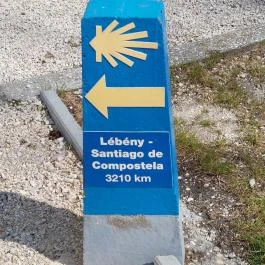 Lébény -
Santiago de
Compostela
3210 km